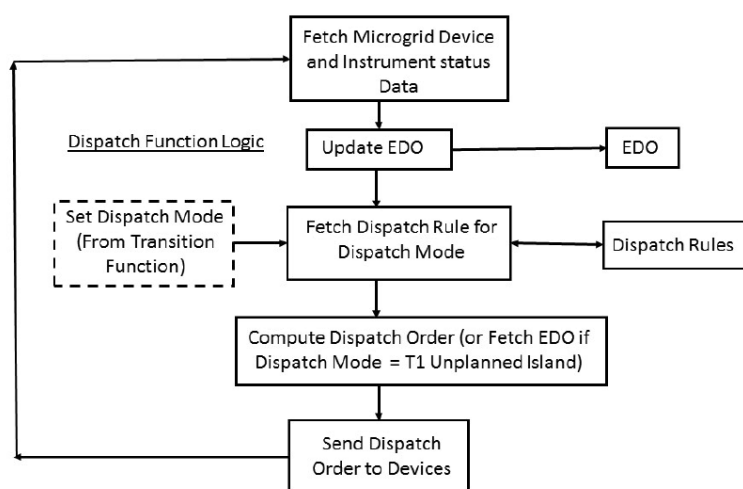 Fetch Microgrid Device
and Instrument status
Data
Dispatch Function Logic
Update EDO
EDO
Set Dispatch Mode
(From Transition
Function)
Fetch Dispatch Rule for
Dispatch Mode
Dispatch Rules
Compute Dispatch Order (or Fetch EDO if
Dispatch Mode = T1 Unplanned Island)
Send Dispatch
Order to Devices